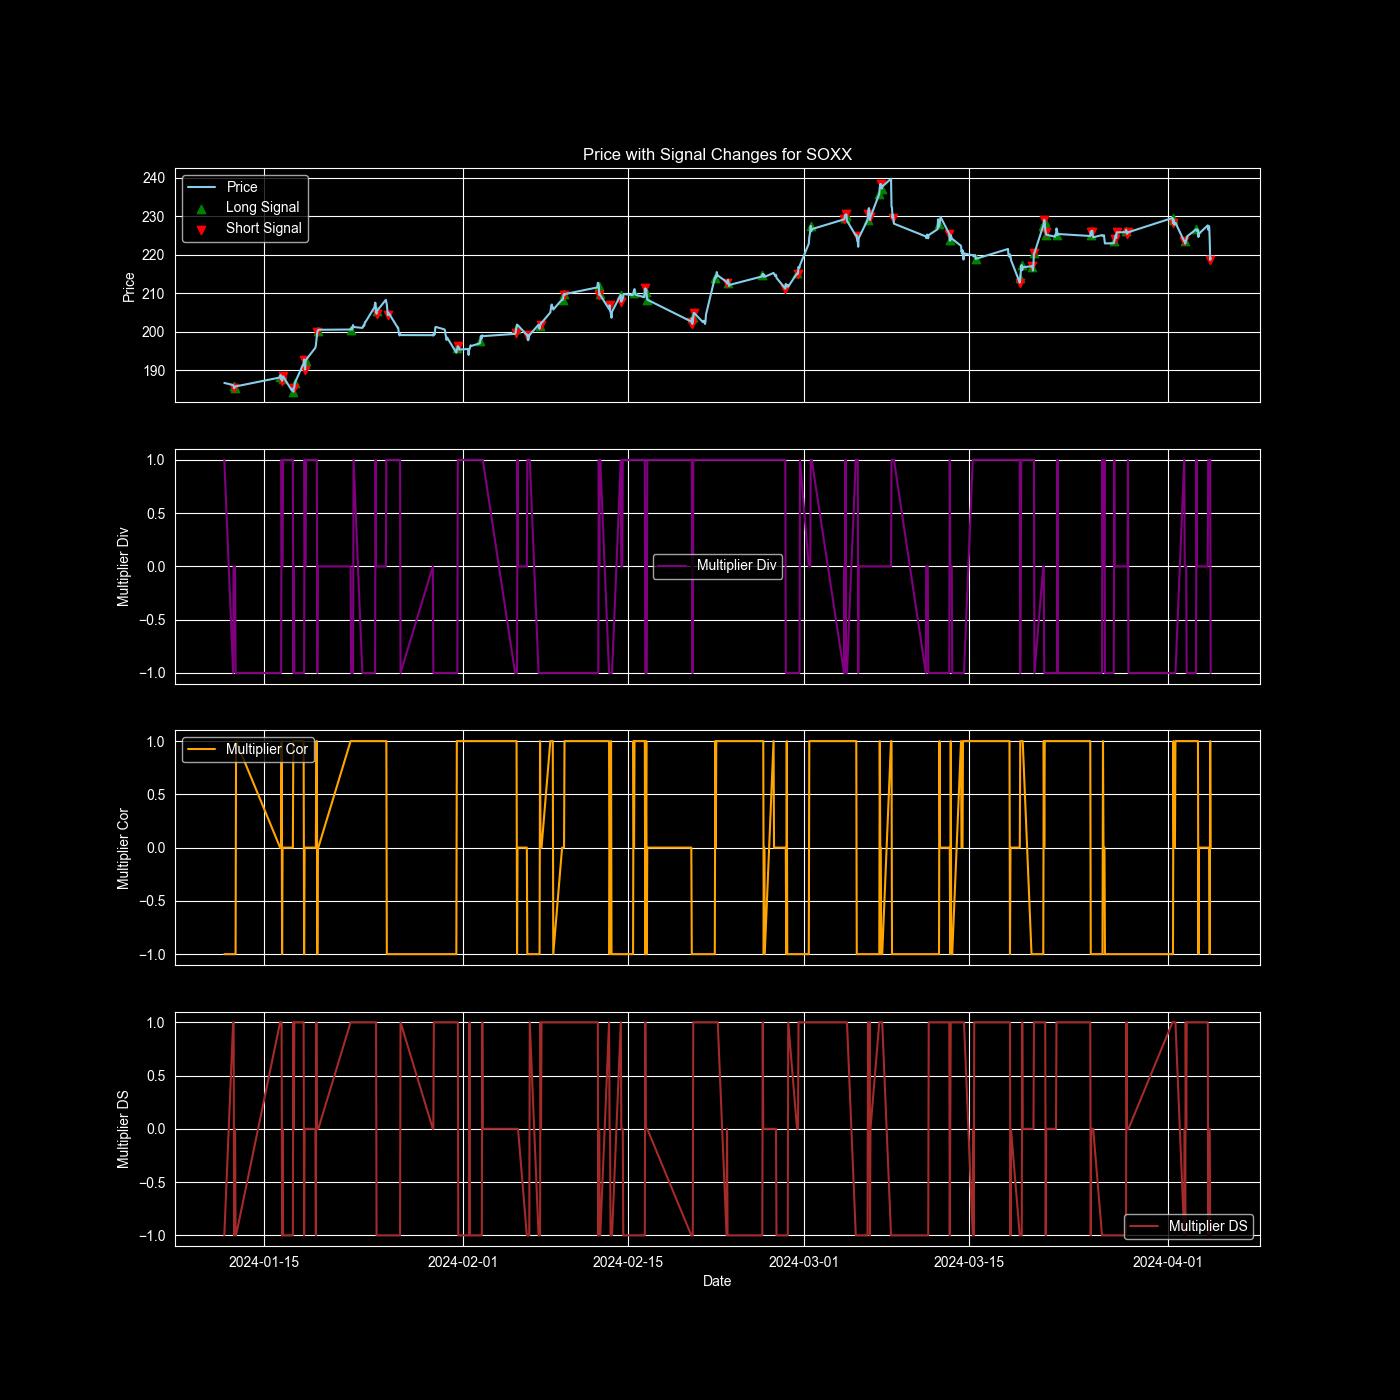 Price with Signal Changes for SOXX
Price
Long Signal
Short Signal
240
230
220
210
200
190
Price
1.0
0.5
0.0
−0.5
−1.0
Multiplier Div
Multiplier Div
Multiplier Cor
1.0
0.5
0.0
−0.5
−1.0
Multiplier Cor
1.0
0.5
0.0
−0.5
−1.0
Multiplier DS
Multiplier DS
2024-01-15 2024-02-01 2024-02-15 2024-03-01 2024-03-15 2024-04-01
Date